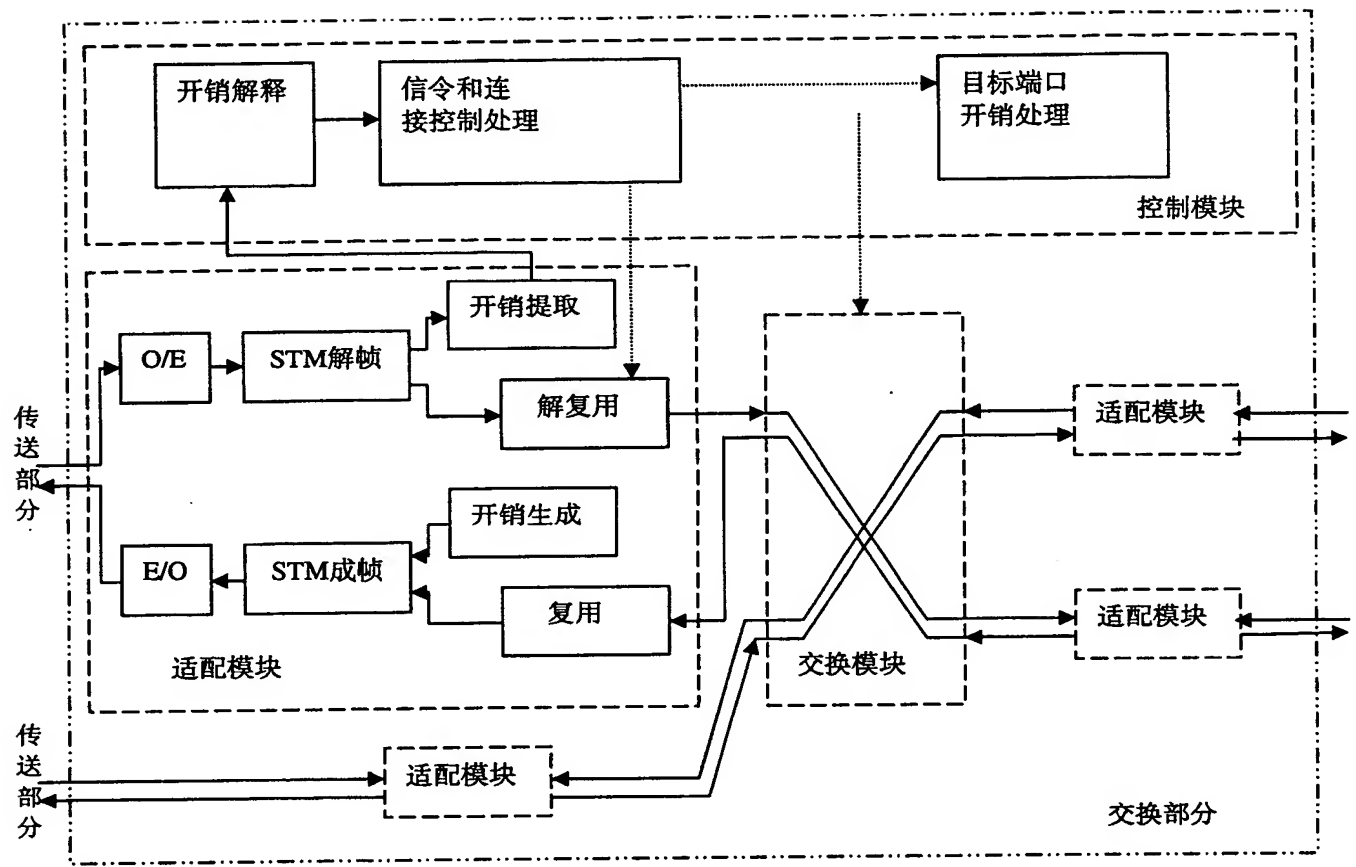 开销解释
信令和连
接控制处理
目标端口
开销处理
控制模块
开销提取
O/E
STM解帧
解复用
适配模块
传送部分
开销生成
E/O
STM成帧
复用
适配模块
适配模块
交换模块
传送部分
适配模块
交换部分